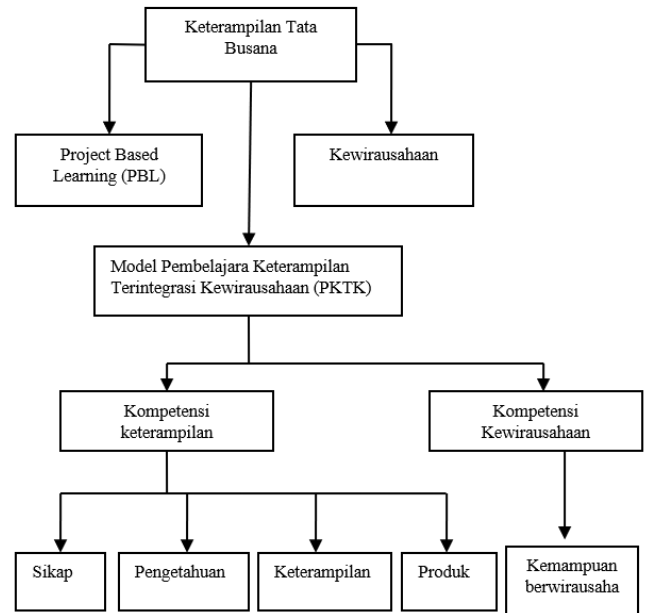 Keterampilan Tata
Busana
Project Based
Learning (PBL)
Kewirausahaan
Model Pembelajara Keterampilan
Terintegrasi Kewirausahaan (PKTK)
Kompetensi
keterampilan
Kompetensi
Kewirausahaan
Sikap
Pengetahuan
Keterampilan
Produk
Kemampuan
berwirausaha